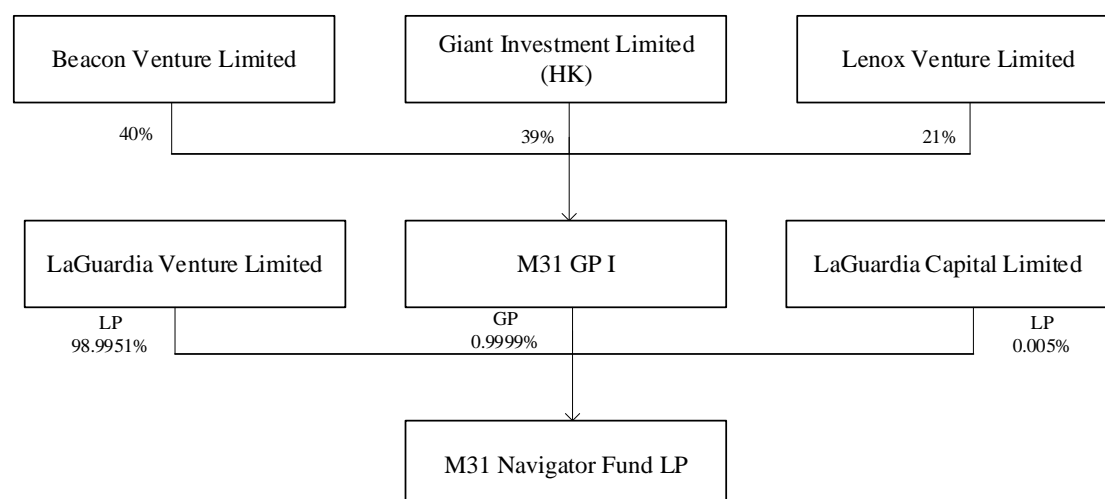 Beacon Venture Limited
Giant Investment Limited
(HK)
Lenox Venture Limited
40%
39%
21%
LaGuardia Venture Limited
M31 GP I
LaGuardia Capital Limited
LP
98.9951%
GP
0.9999%
LP
0.005%
M31 Navigator Fund LP